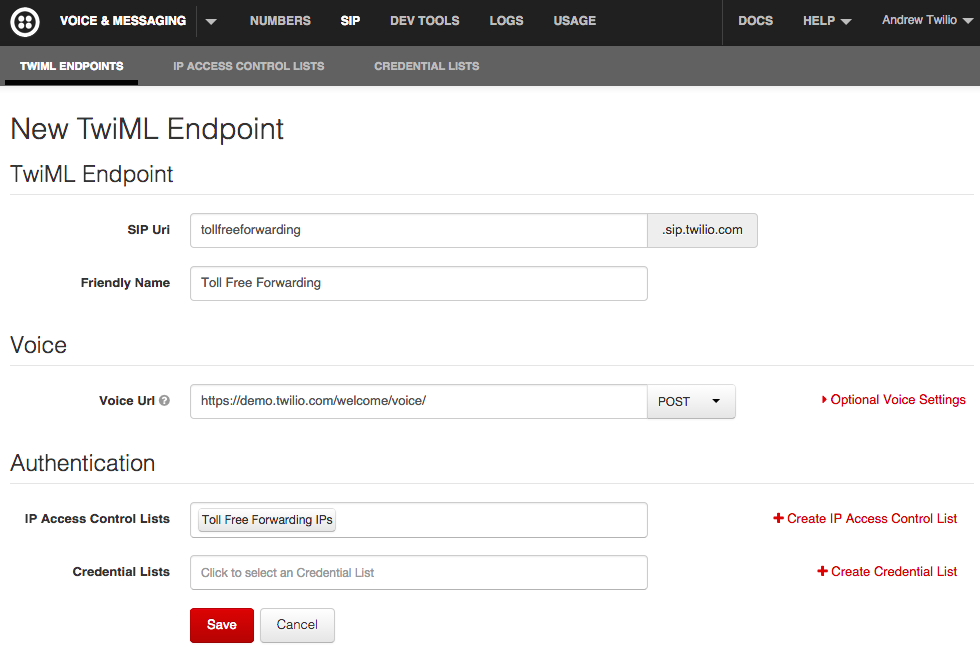 VOICE & MESSAGING NUMBERS SIP DEV TOOLS LOGS USAGE DOCS HELP Andrew Twilio
TWIML ENDPOINTS IP ACCESS CONTROL LISTS CREDENTIAL LISTS
New TwiML Endpoint
TwiML Endpoint
SIP Uri tollfreeforwarding .sip.twilio.com
Friendly Name Toll Free Forwarding
Voice
Voice Url ? https://demo.twilio.com/welcome/voice/ POST Optional Voice Settings
Authentication
IP Access Control Lists Toll Free Forwarding IPs + Create IP Access Control List
Credential Lists Click to select an Credential List + Create Credential List
Save Cancel